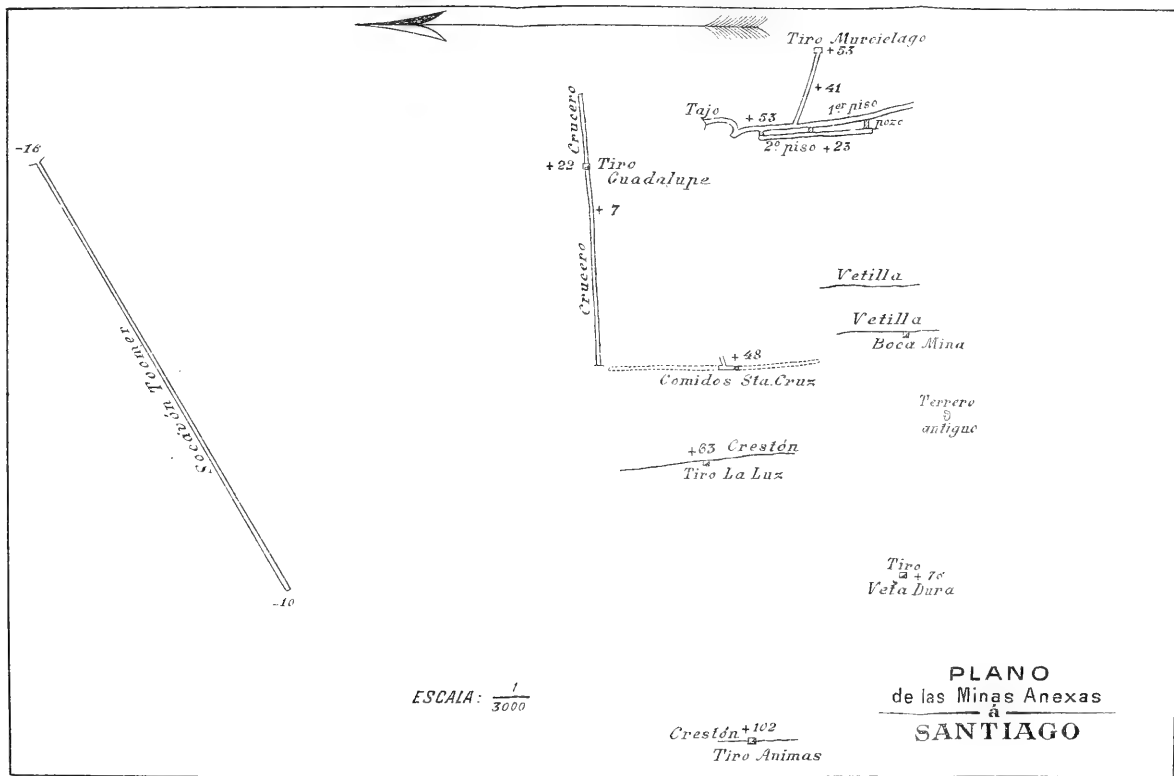 Tiro Murcielago
+53
+41
1er piso
Tajo
+53
pozo
2o piso +23
Crucero
-16
+22
Tiro
Guadalupe
+7
Crucero
Vetilla
Vetilla
Boca Mina
+48
Comidos Sta. Cruz
Terrero
antiguo
Socavón Toomer
+63 Crestón
Tiro La Luz
Tiro
Veta Dura
-10
ESCALA: 1
3000
PLANO
de las Minas Anexas
á
SANTIAGO
Crestón +102
Tiro Animas